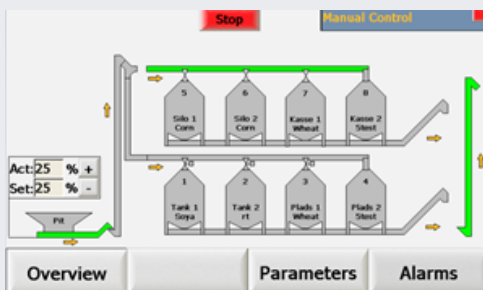 Stop
Manual Control
5
Silo 1
Corn
6
Silo 2
Corn
7
Kasse 1
Wheat
8
Kasse 2
Stest
Act: 25 % +
Set: 25 % -
1
Tank 1
Soya
2
Tank 2
rt
3
Plads 1
Wheat
4
Plads 2
Stest
Pit
Overview
Parameters
Alarms